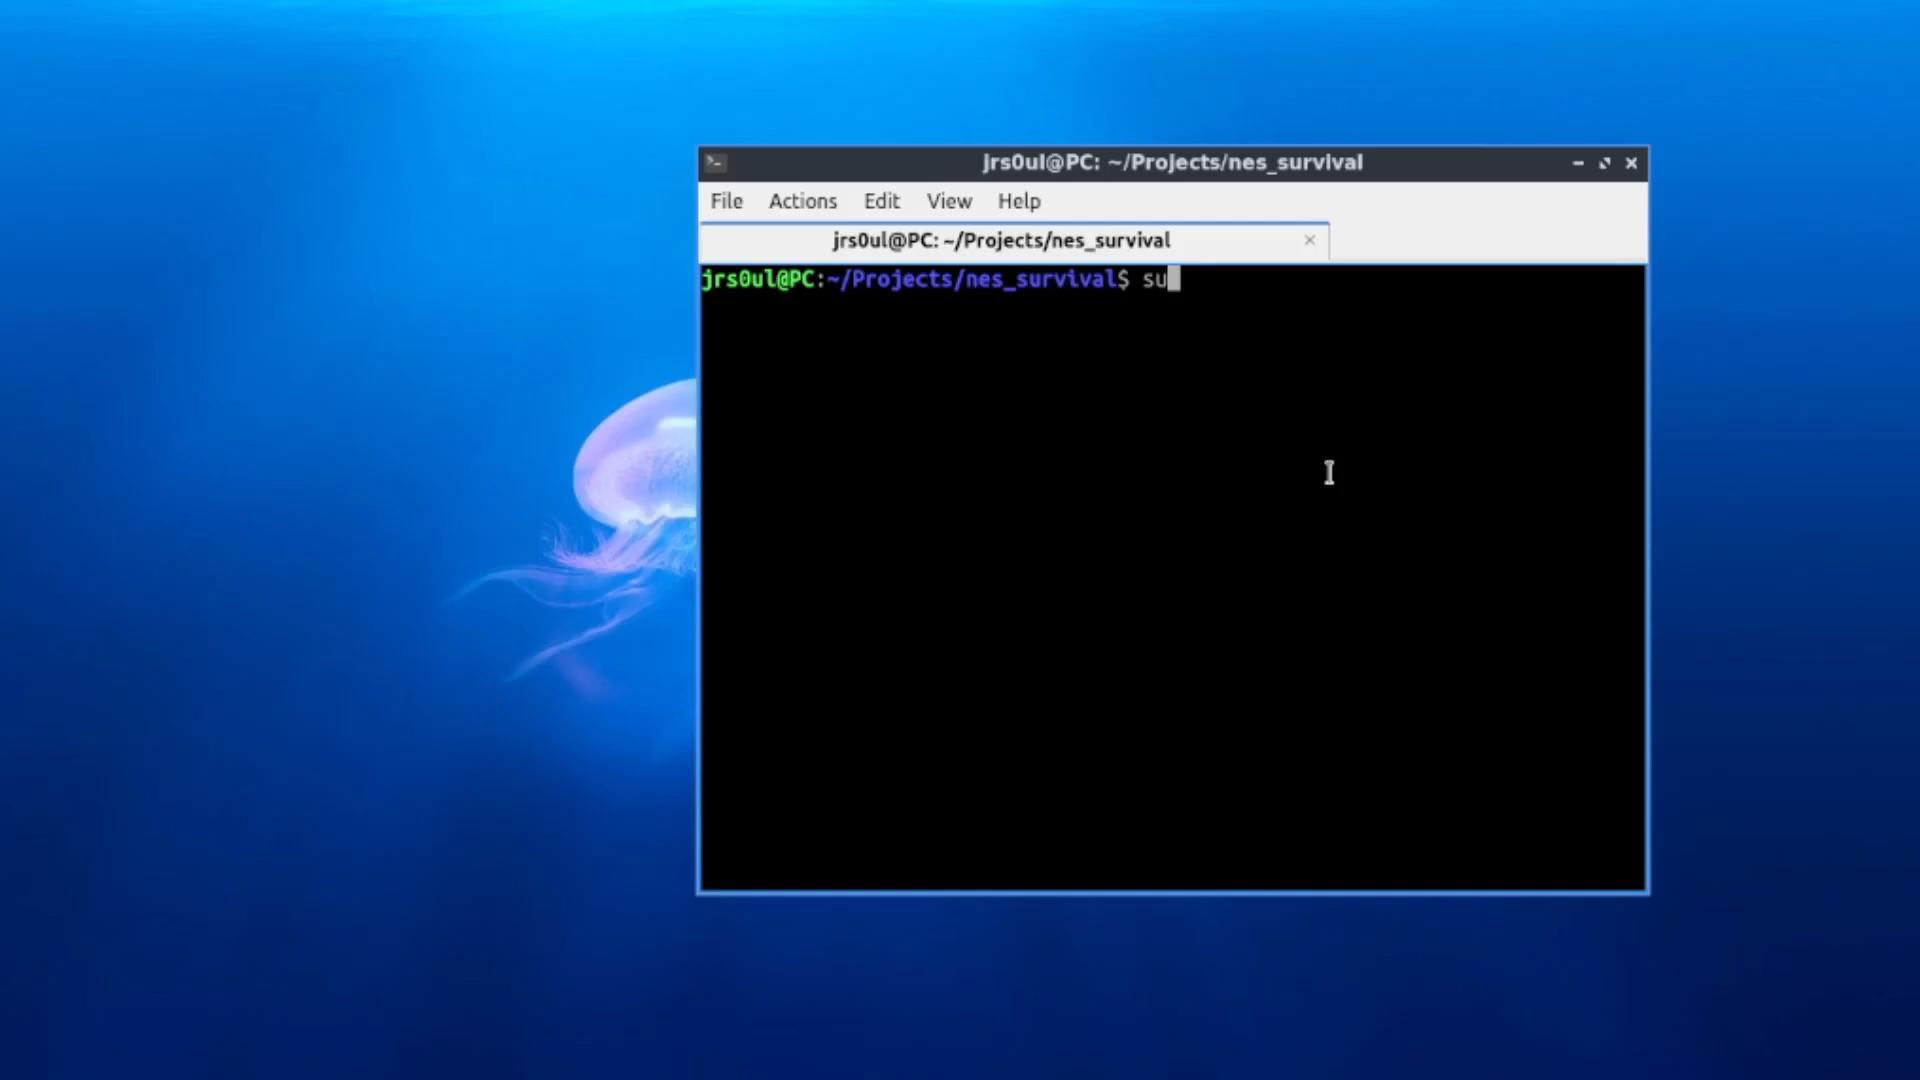 jrs0ul@PC: ~/Projects/nes_survival
File Actions Edit View Help
jrs0ul@PC: ~/Projects/nes_survival
jrs0ul@PC:~/Projects/nes_survival$ su